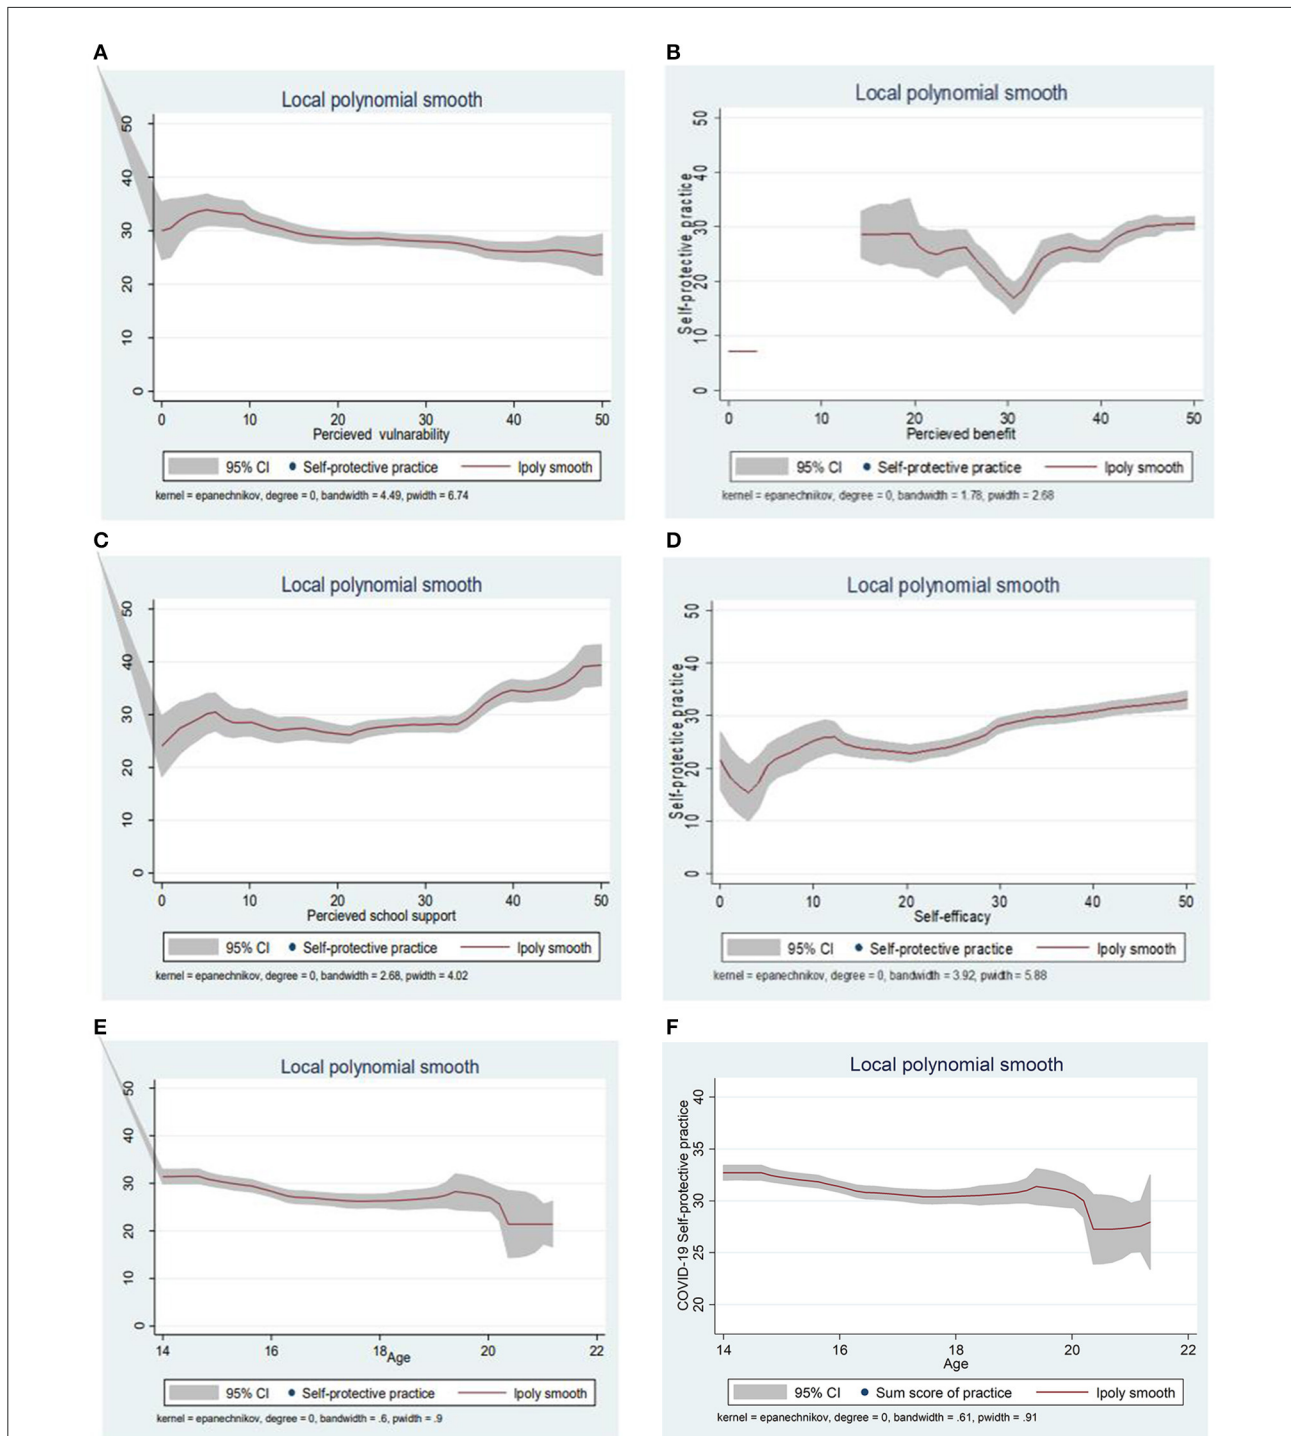 A
Local polynomial smooth
50
40
30
20
10
0
0 10 20 30 40 50
Percieved vulnarability
95% CI Self-protective practice lpoly smooth
kernel = epanechnikov, degree = 0, bandwidth = 4.49, pwidth = 6.74
B
Local polynomial smooth
Self-protective practice
50
40
30
20
10
0
0 10 20 30 40 50
Percieved benefit
95% CI Self-protective practice lpoly smooth
kernel = epanechnikov, degree = 0, bandwidth = 1.78, pwidth = 2.68
C
Local polynomial smooth
50
40
30
20
10
0
0 10 20 30 40 50
Percieved school support
95% CI Self-protective practice lpoly smooth
kernel = epanechnikov, degree = 0, bandwidth = 2.68, pwidth = 4.02
D
Local polynomial smooth
Self-protective practice
50
40
30
20
10
0
0 10 20 30 40 50
Self-efficacy
95% CI Self-protective practice lpoly smooth
kernel = epanechnikov, degree = 0, bandwidth = 3.92, pwidth = 5.88
E
Local polynomial smooth
50
40
30
20
10
0
14 16 18 20 22
Age
95% CI Self-protective practice lpoly smooth
kernel = epanechnikov, degree = 0, bandwidth = .6, pwidth = .9
F
Local polynomial smooth
COVID-19 Self-protective practice
40
35
30
25
20
14 16 18 20 22
Age
95% CI Sum score of practice lpoly smooth
kernel = epanechnikov, degree = 0, bandwidth = .61, pwidth = .91